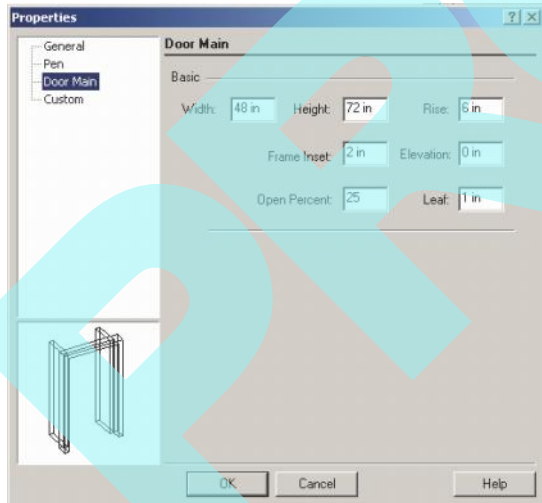 Properties
General
Pen
Door Main
Custom
Door Main
Basic
Width: 48 in Height: 72 in Rise: 6 in
Frame Inset: 2 in Elevation: 0 in
Open Percent: 25 Leaf: 1 in
OK Cancel Help